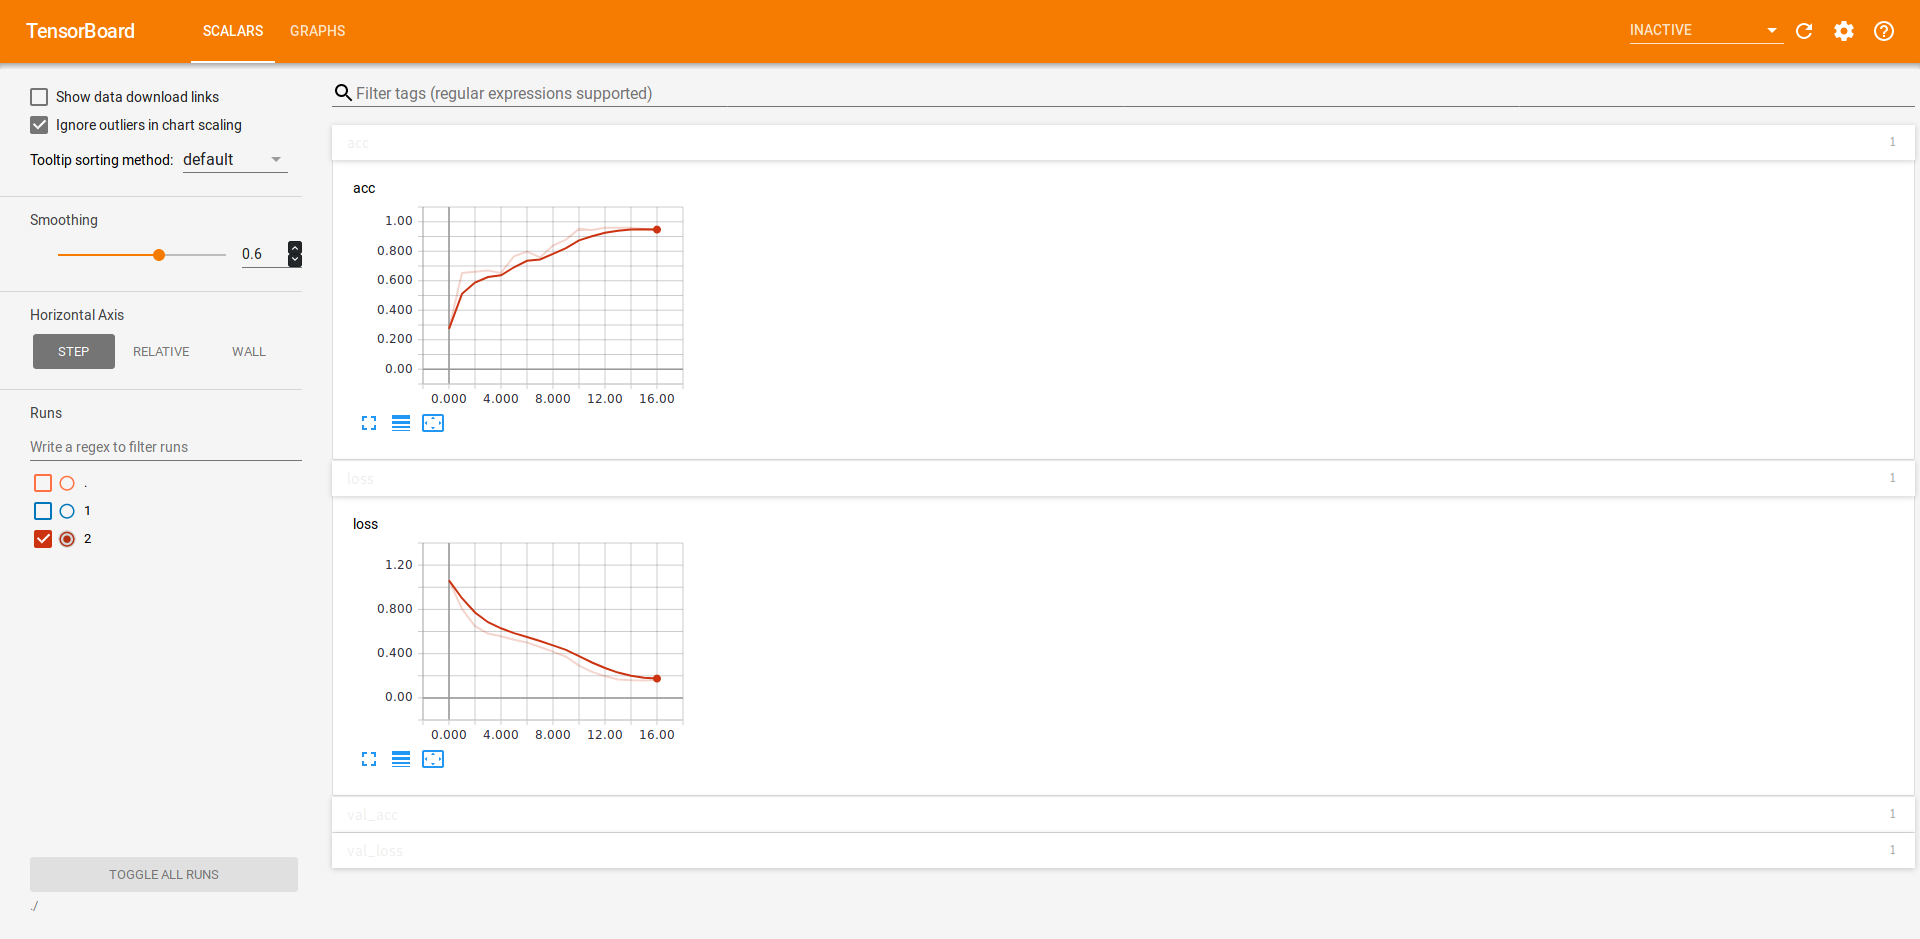 TensorBoard SCALARS GRAPHS INACTIVE
Show data download links
Ignore outliers in chart scaling
Tooltip sorting method: default
Smoothing
0.6
Horizontal Axis
STEP RELATIVE WALL
Runs
Write a regex to filter runs
.
1
2
TOGGLE ALL RUNS
./
Filter tags (regular expressions supported)
acc 1
acc
1.00
0.800
0.600
0.400
0.200
0.00
0.000 4.000 8.000 12.00 16.00
loss 1
loss
1.20
0.800
0.400
0.00
0.000 4.000 8.000 12.00 16.00
val_acc 1
val_loss 1